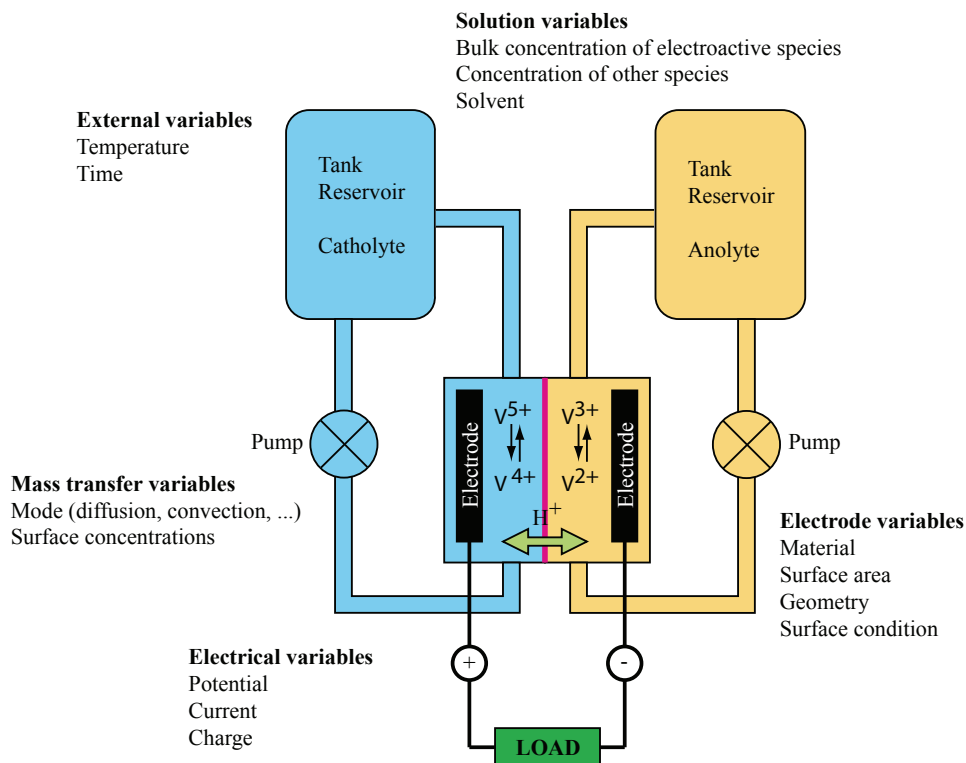 Solution variables
Bulk concentration of electroactive species
Concentration of other species
Solvent
External variables
Temperature
Time
Tank
Reservoir
Catholyte
Tank
Reservoir
Anolyte
Pump
Electrode
V5+
V4+
V3+
V2+
Electrode
Pump
H+
Mass transfer variables
Mode (diffusion, convection, ...)
Surface concentrations
Electrode variables
Material
Surface area
Geometry
Surface condition
Electrical variables
Potential
Current
Charge
+
-
LOAD